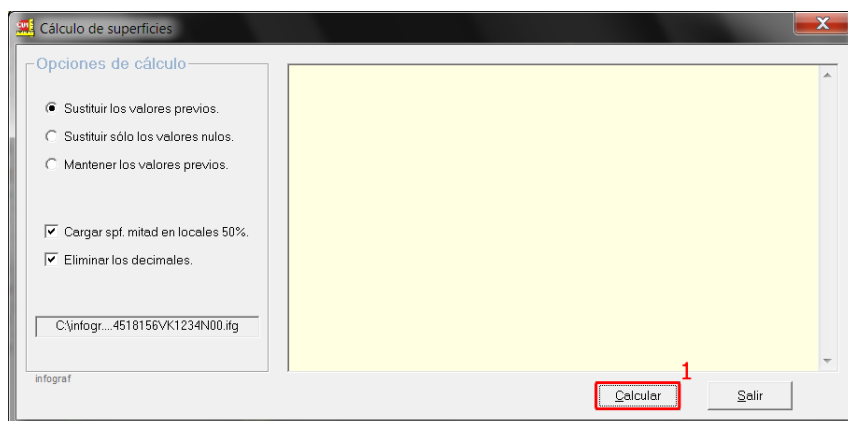 Cálculo de superficies
Opciones de cálculo
Sustituir los valores previos.
Sustituir sólo los valores nulos.
Mantener los valores previos.
Cargar spf. mitad en locales 50%.
Eliminar los decimales.
C:\infogr....4518156VK1234N00.ifg
infograf
1
Calcular
Salir